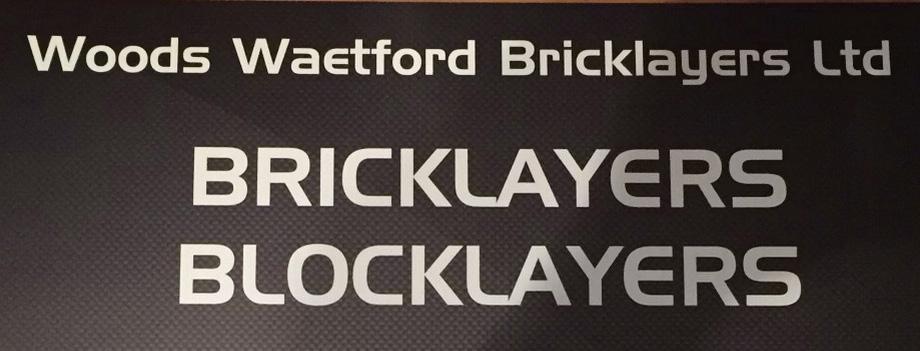 Woods Waetford Bricklayers Ltd
BRICKLAYERS
BLOCKLAYERS